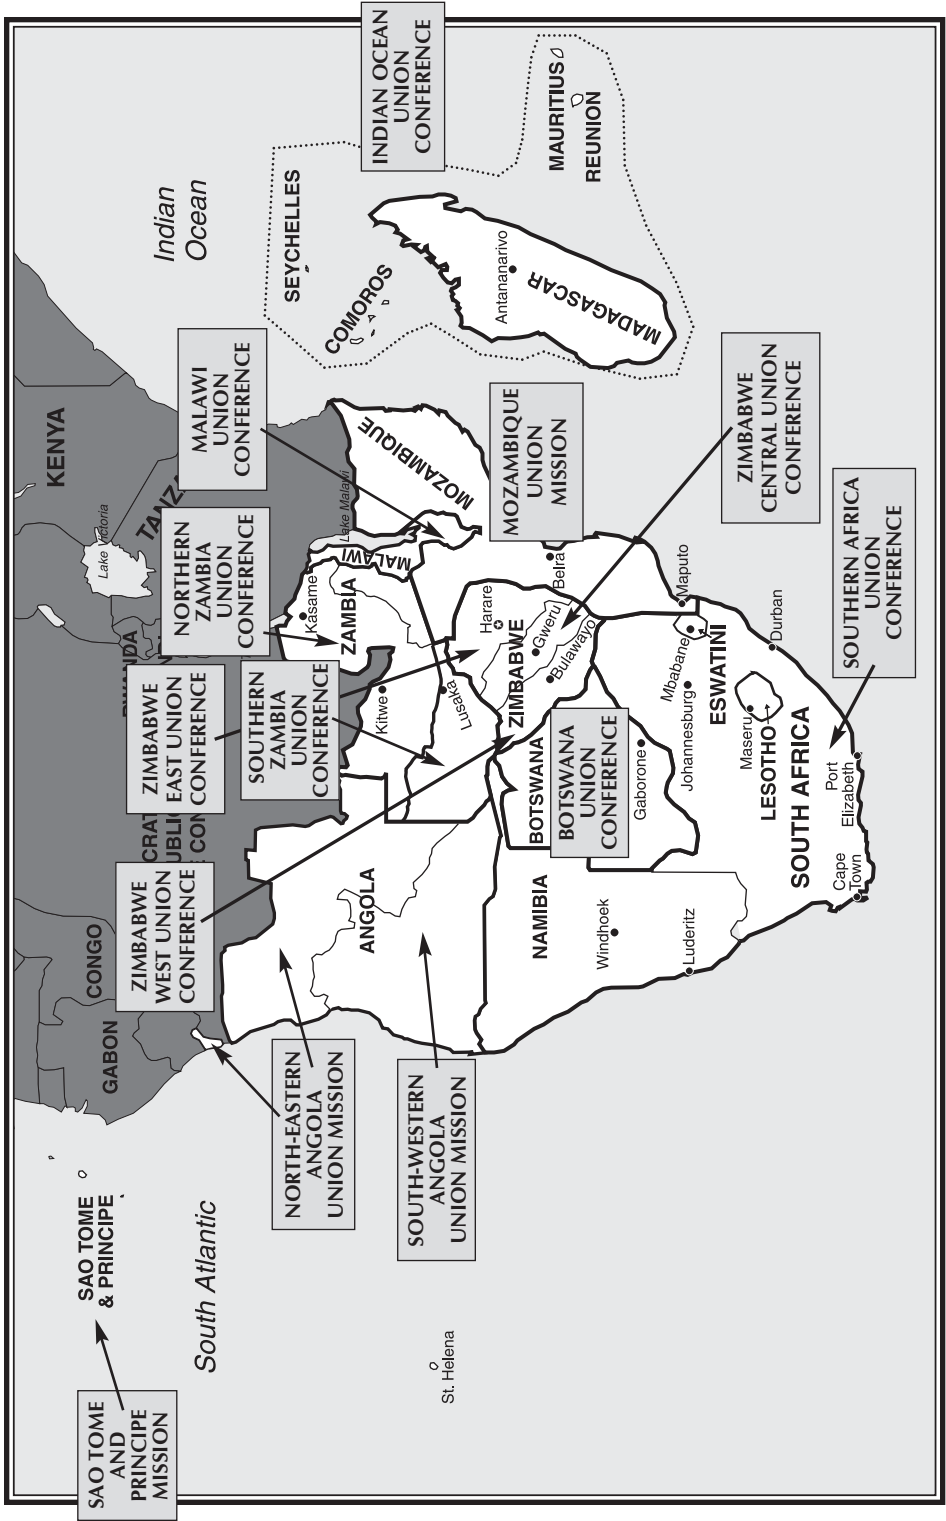 SAO TOME
AND
PRINCIPE
MISSION
SAO TOME
& PRINCIPE
South Atlantic
St. Helena
NORTH-EASTERN
ANGOLA
UNION MISSION
SOUTH-WESTERN
ANGOLA
UNION MISSION
GABON
CONGO
ZIMBABWE
WEST UNION
CONFERENCE
ZIMBABWE
EAST UNION
CONFERENCE
SOUTHERN
ZAMBIA
UNION
CONFERENCE
NORTHERN
ZAMBIA
UNION
CONFERENCE
MALAWI
UNION
CONFERENCE
KENYA
Lake Victoria
Lake Malawi
Indian
Ocean
SEYCHELLES
COMOROS
INDIAN OCEAN
UNION
CONFERENCE
MAURITIUS
REUNION
Antananarivo
MADAGASCAR
MOZAMBIQUE
MALAWI
Kasame
ZAMBIA
Kitwe
Lusaka
ANGOLA
MOZAMBIQUE
UNION
MISSION
Beira
Harare
ZIMBABWE
Gweru
Bulawayo
BOTSWANA
BOTSWANA
UNION
CONFERENCE
Gaborone
NAMIBIA
Windhoek
Luderitz
ZIMBABWE
CENTRAL UNION
CONFERENCE
Maputo
Mbabane
ESWATINI
Johannesburg
Durban
Maseru
LESOTHO
SOUTH AFRICA
Port
Elizabeth
Cape
Town
SOUTHERN AFRICA
UNION
CONFERENCE